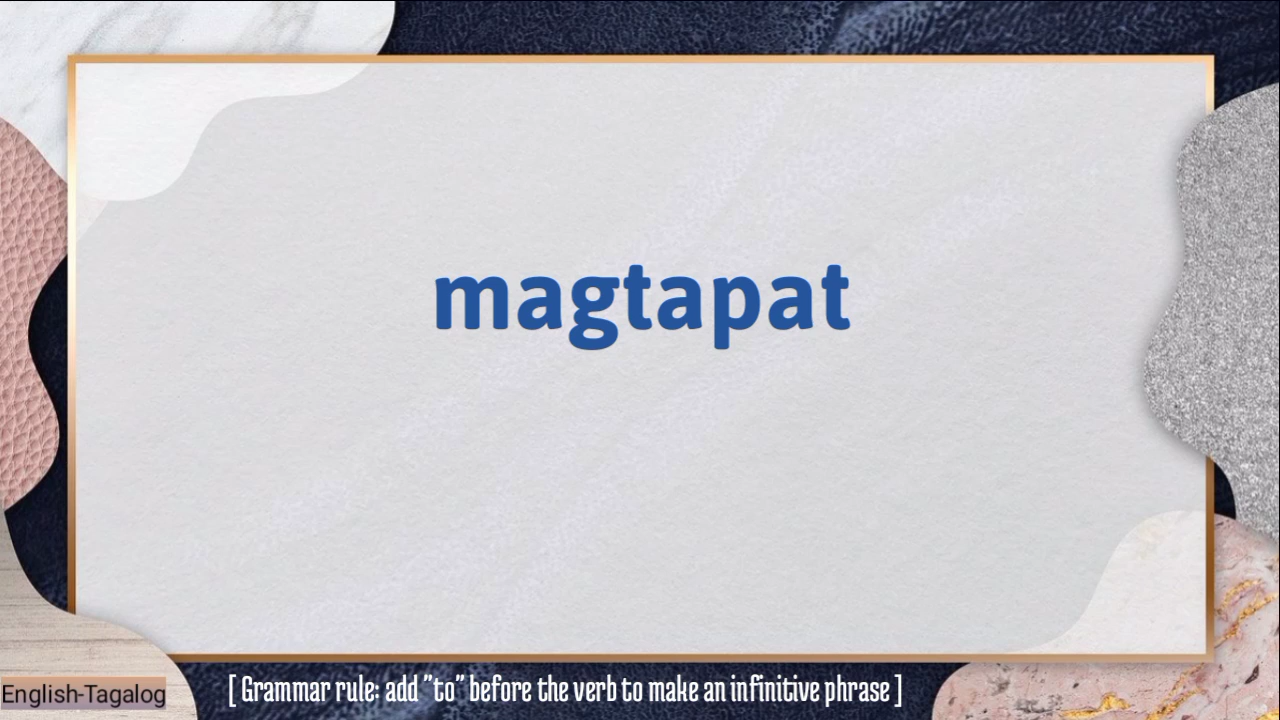 magtapat
English-Tagalog
[ Grammar rule: add "to" before the verb to make an infinitive phrase ]